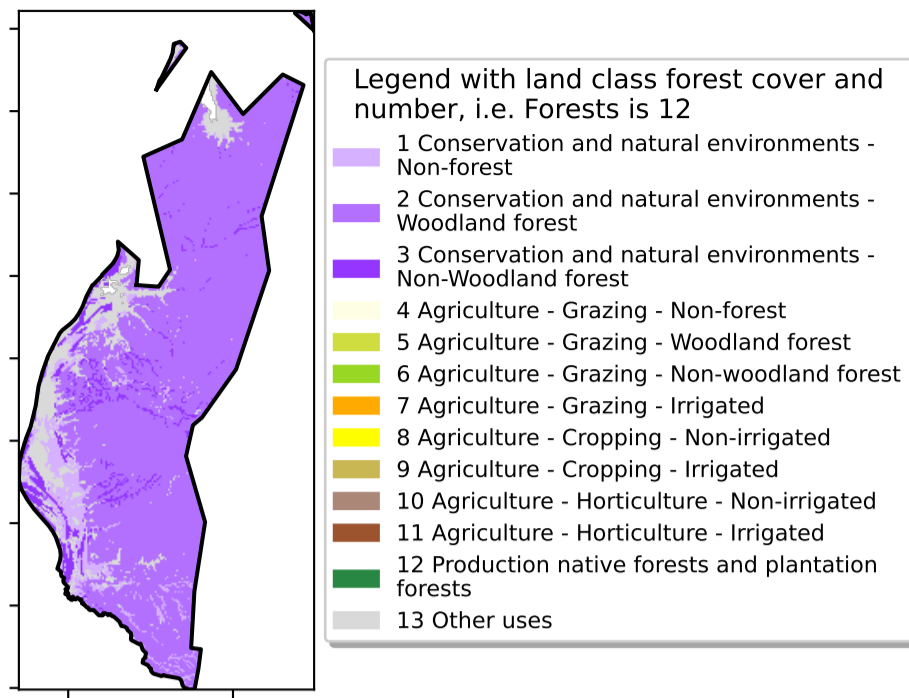 Legend with land class forest cover and
number, i.e. Forests is 12
1 Conservation and natural environments -
Non-forest
2 Conservation and natural environments -
Woodland forest
3 Conservation and natural environments -
Non-Woodland forest
4 Agriculture - Grazing - Non-forest
5 Agriculture - Grazing - Woodland forest
6 Agriculture - Grazing - Non-woodland forest
7 Agriculture - Grazing - Irrigated
8 Agriculture - Cropping - Non-irrigated
9 Agriculture - Cropping - Irrigated
10 Agriculture - Horticulture - Non-irrigated
11 Agriculture - Horticulture - Irrigated
12 Production native forests and plantation
forests
13 Other uses